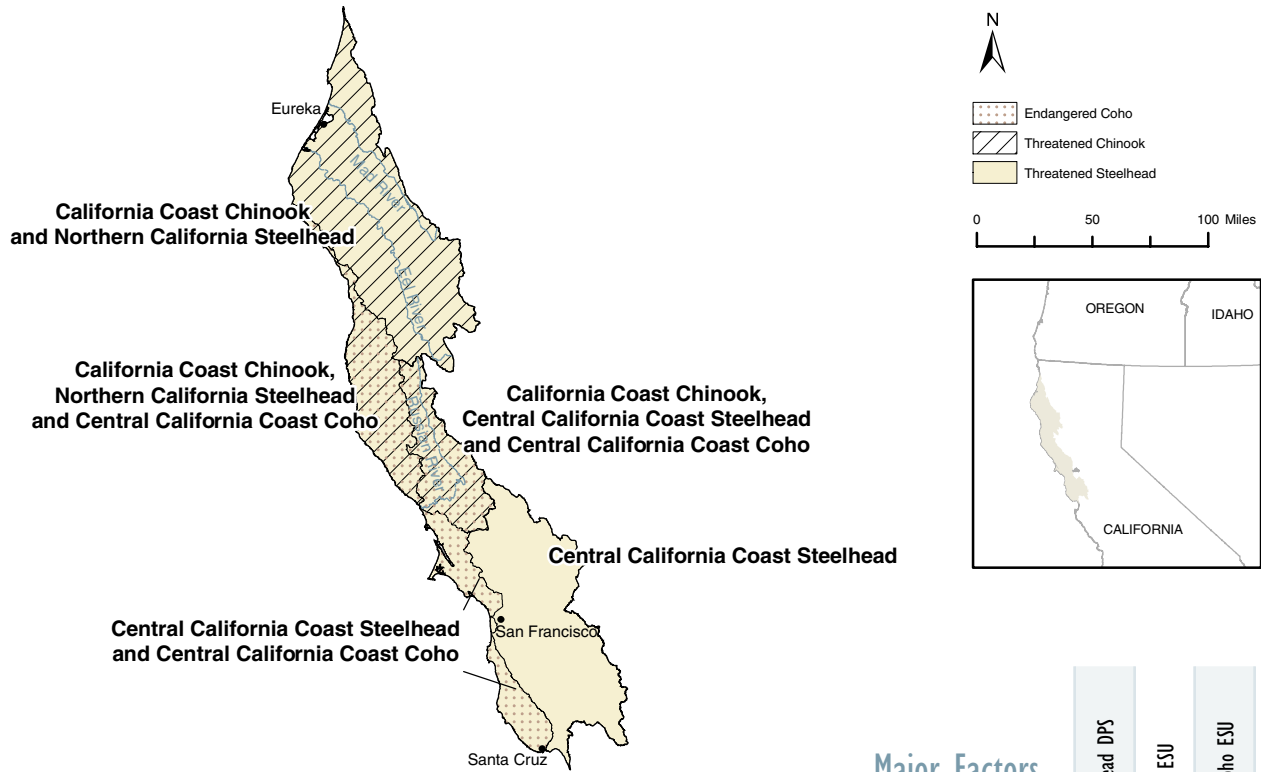 N
Eureka
Endangered Coho
Threatened Chinook
Threatened Steelhead
Mad River
0 50 100 Miles
California Coast Chinook
and Northern California Steelhead
Eel River
OREGON
IDAHO
California Coast Chinook,
Northern California Steelhead
and Central California Coast Coho
California Coast Chinook,
Central California Coast Steelhead
and Central California Coast Coho
Russian River
CALIFORNIA
Central California Coast Steelhead
Central California Coast Steelhead
and Central California Coast Coho
San Francisco
Santa Cruz
Major Factors
DPS
ESU
ESU